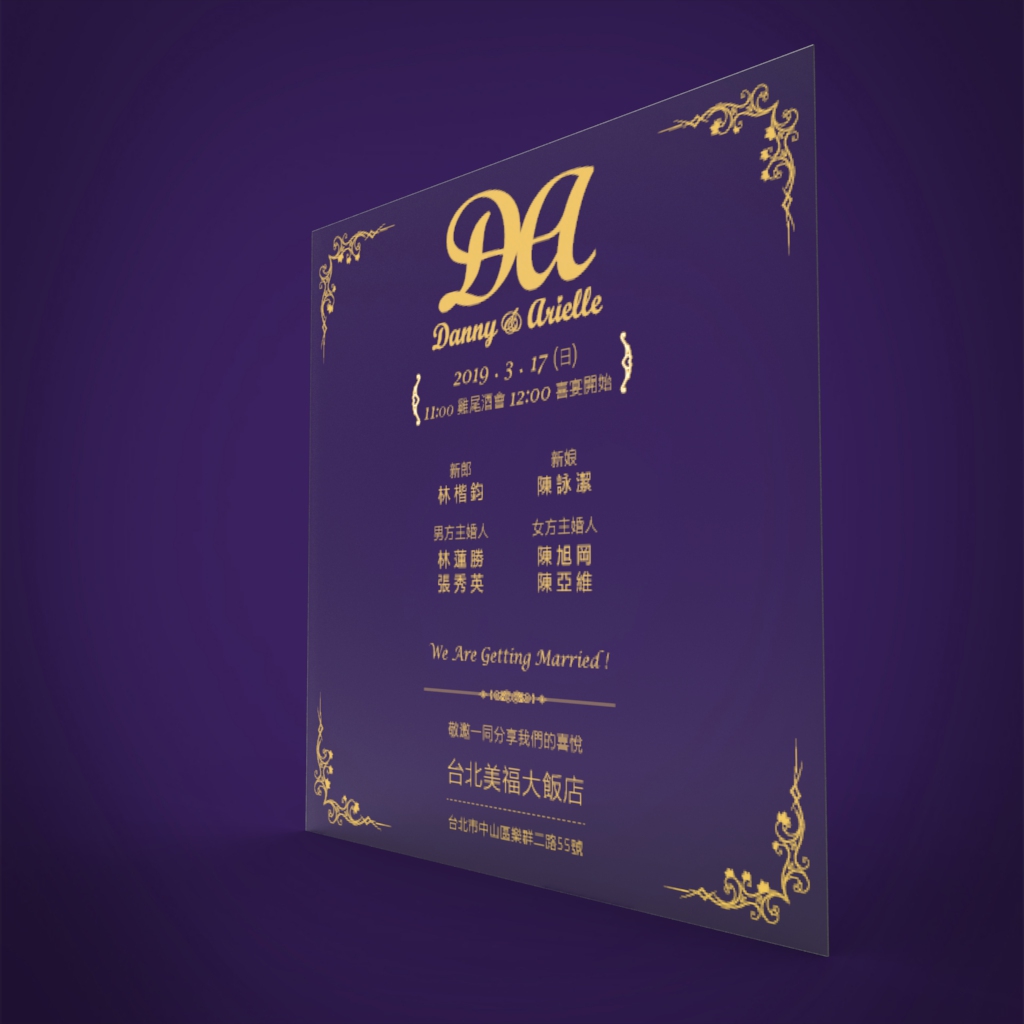 DA
Danny & Arielle
2019 . 3 . 17 (日)
11:00 雞尾酒會 12:00 喜宴開始
新郎 新娘
林楷鈞 陳詠潔
男方主婚人 女方主婚人
林蓮勝 陳旭岡
張秀英 陳亞維
We Are Getting Married !
敬邀一同分享我們的喜悅
台北美福大飯店
台北市中山區樂群二路55號